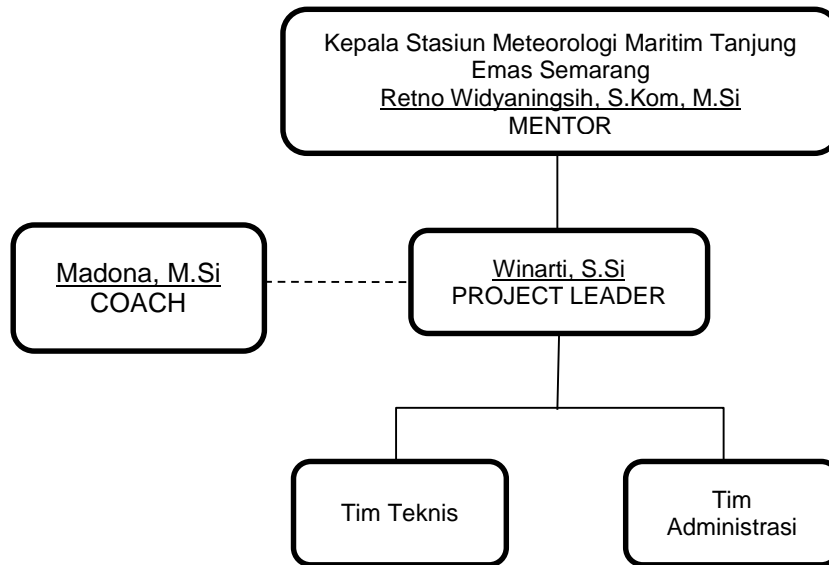 Kepala Stasiun Meteorologi Maritim Tanjung
Emas Semarang
Retno Widyaningsih, S.Kom, M.Si
MENTOR
Madona, M.Si
COACH
Winarti, S.Si
PROJECT LEADER
Tim Teknis
Tim
Administrasi